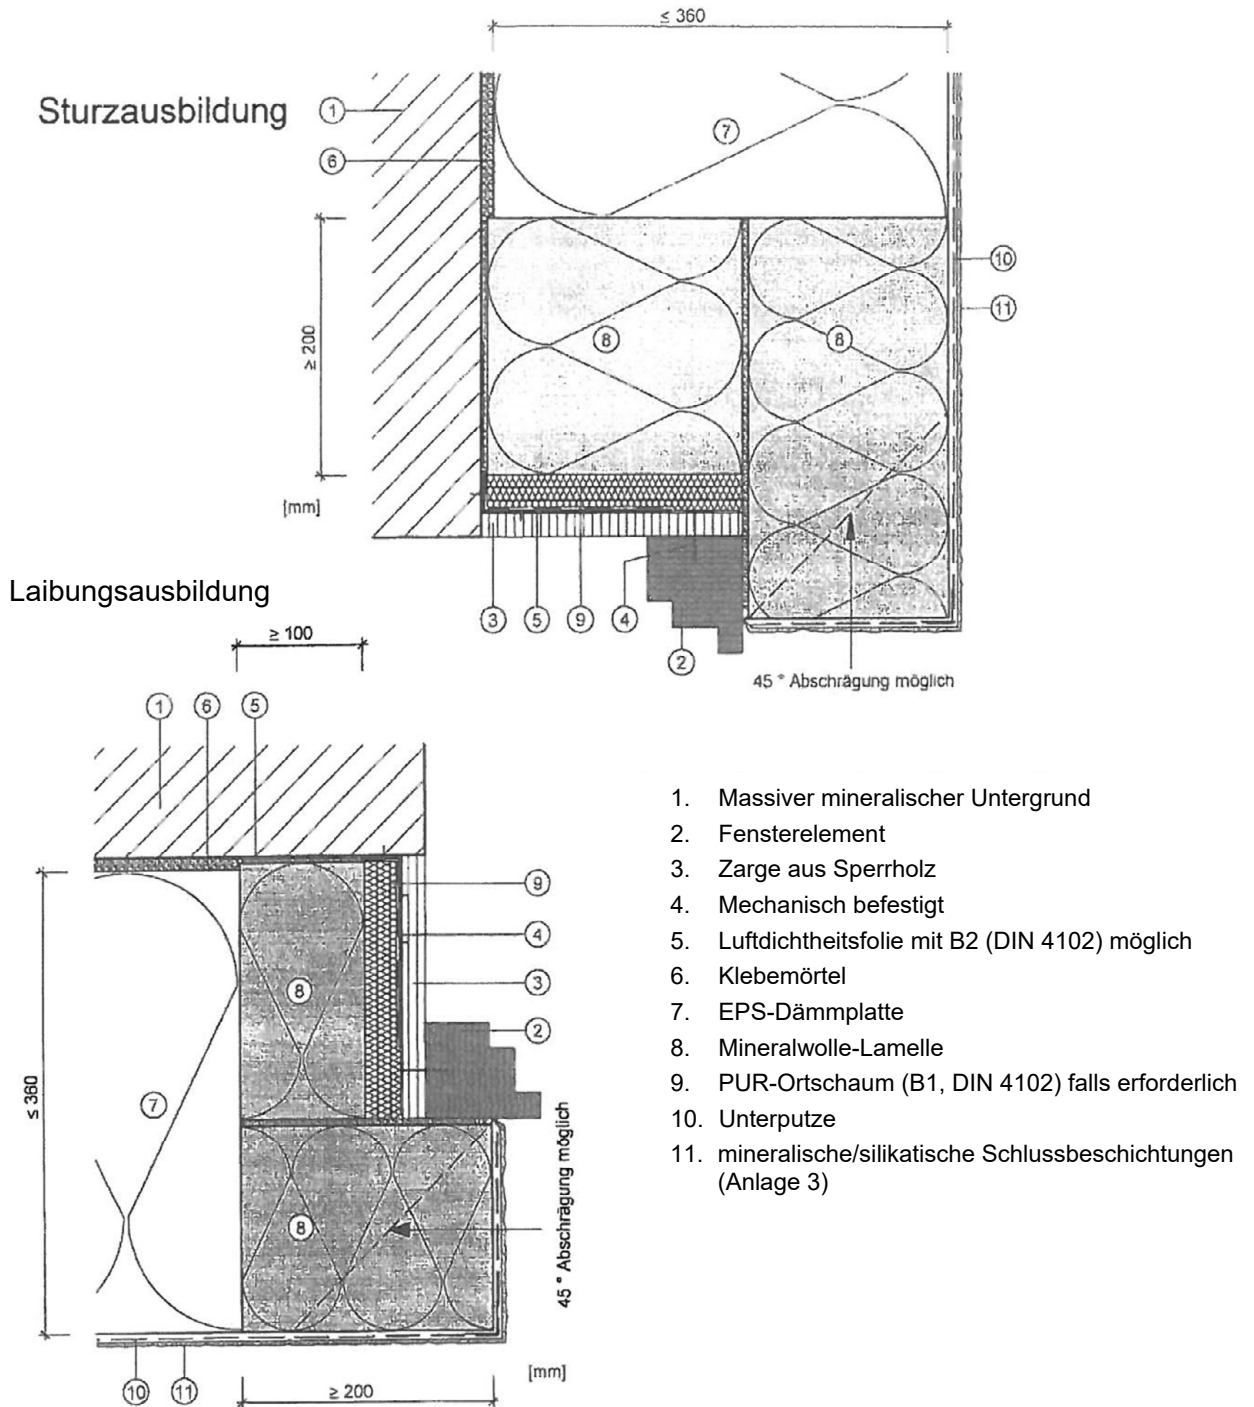 ≤ 360
Sturzausbildung
1
6
7
10
11
8
8
≥ 200
[mm]
3
5
9
4
2
45 ° Abschrägung möglich
Laibungsausbildung
≥ 100
1
6
5
9
4
3
2
8
7
≤ 360
8
45 ° Abschrägung möglich
10
11
≥ 200
[mm]
1. Massiver mineralischer Untergrund
2. Fensterelement
3. Zarge aus Sperrholz
4. Mechanisch befestigt
5. Luftdichtheitsfolie mit B2 (DIN 4102) möglich
6. Klebemörtel
7. EPS-Dämmplatte
8. Mineralwolle-Lamelle
9. PUR-Ortschaum (B1, DIN 4102) falls erforderlich
10. Unterputze
11. mineralische/silikatische Schlussbeschichtungen
(Anlage 3)